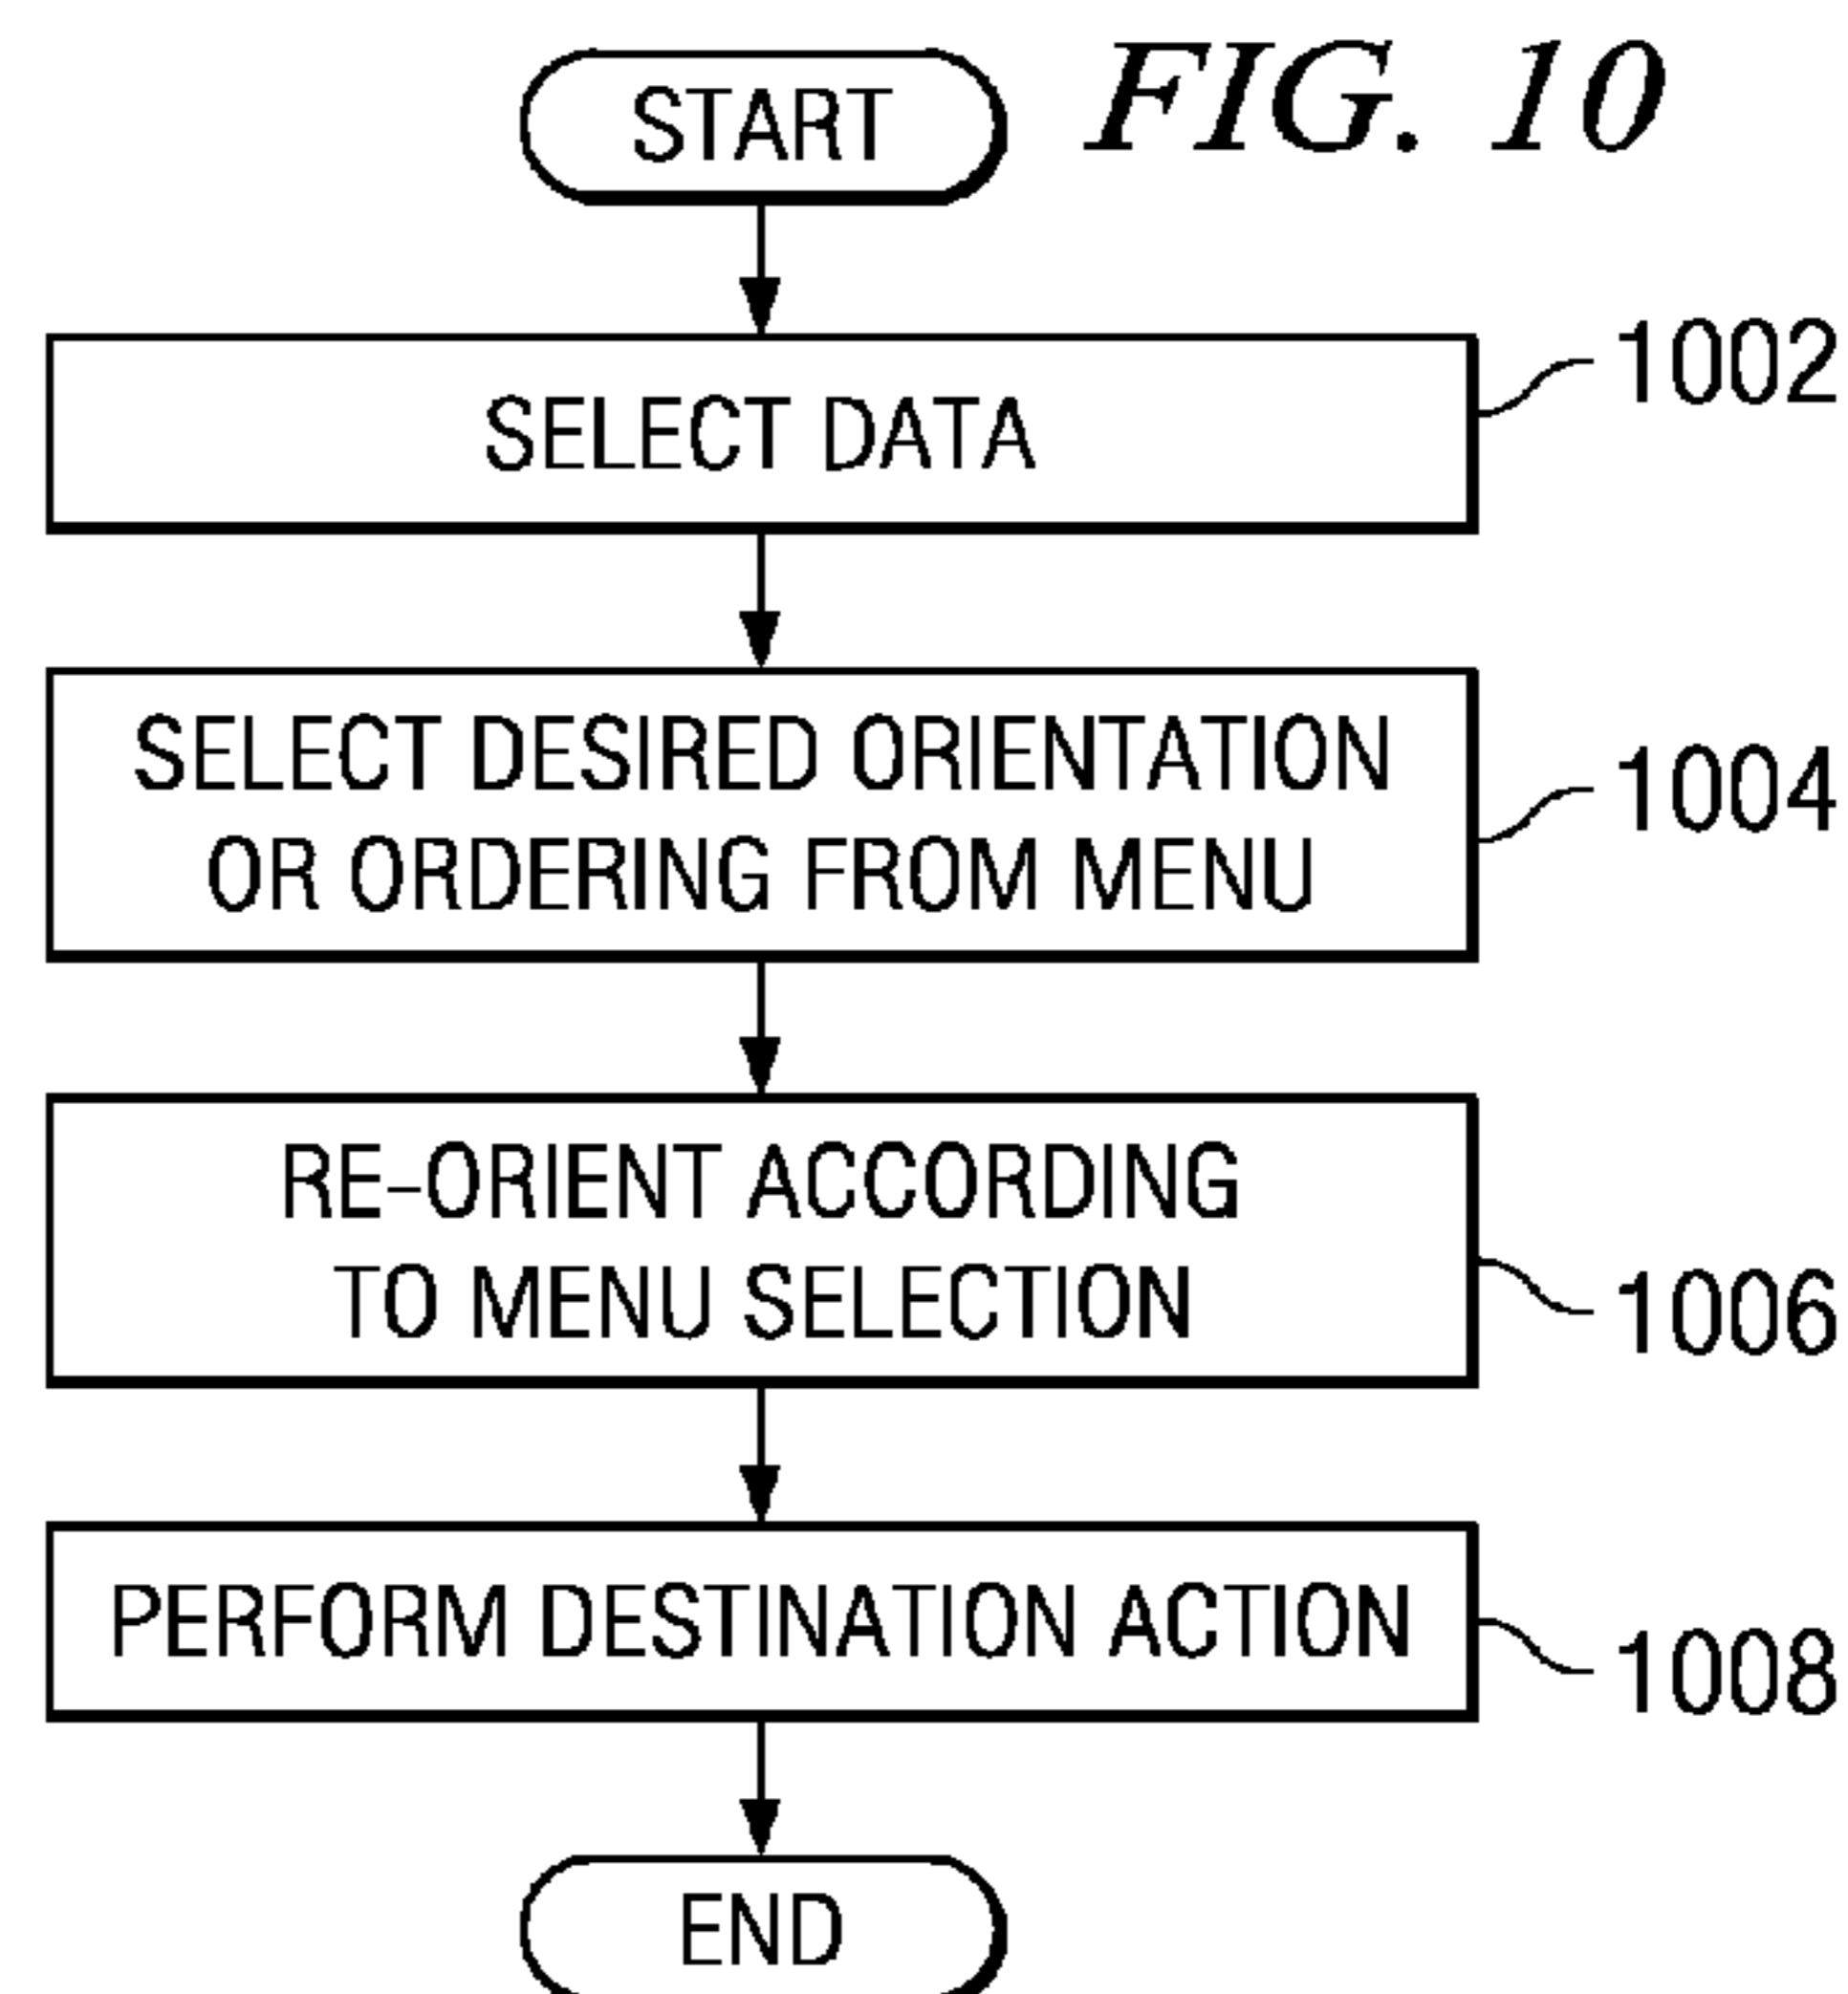 START
FIG. 10
SELECT DATA
1002
SELECT DESIRED ORIENTATION
OR ORDERING FROM MENU
1004
RE-ORIENT ACCORDING
TO MENU SELECTION
1006
PERFORM DESTINATION ACTION
1008
END